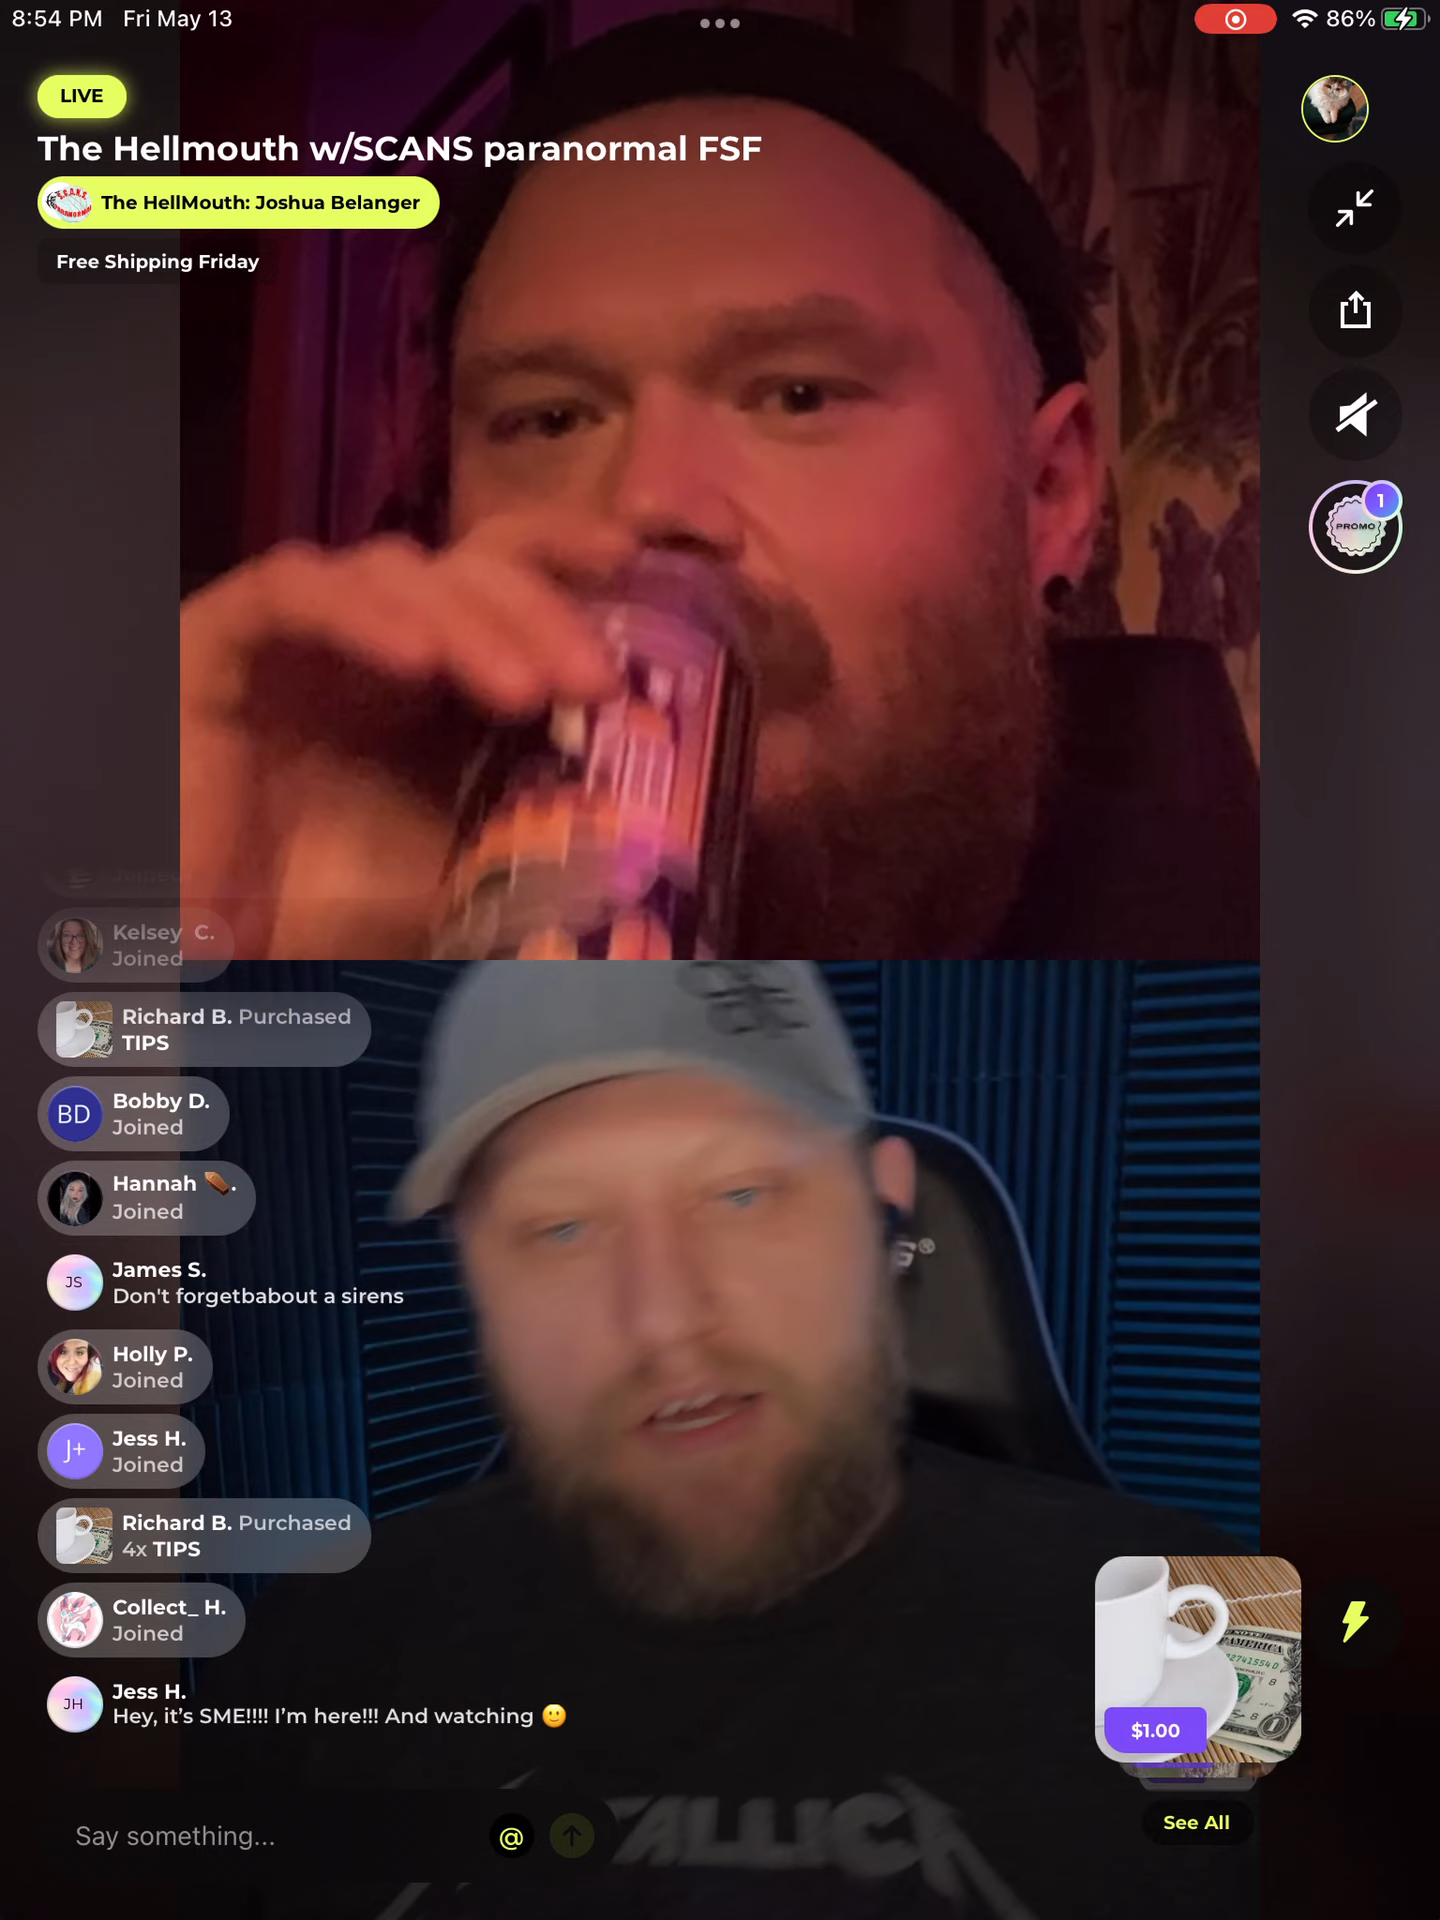 8:54 PM Fri May 13
86%
LIVE
The Hellmouth w/SCANS paranormal FSF
The HellMouth: Joshua Belanger
Free Shipping Friday
PROMO
1
Joined
Kelsey C.
Joined
Richard B. Purchased
TIPS
BD
Bobby D.
Joined
Hannah ⚰️.
Joined
JS
James S.
Don't forgetbabout a sirens
Holly P.
Joined
J+
Jess H.
Joined
Richard B. Purchased
4x TIPS
Collect_ H.
Joined
JH
Jess H.
Hey, it’s SME!!!! I’m here!!! And watching 🙂
$1.00
Say something...
@
See All